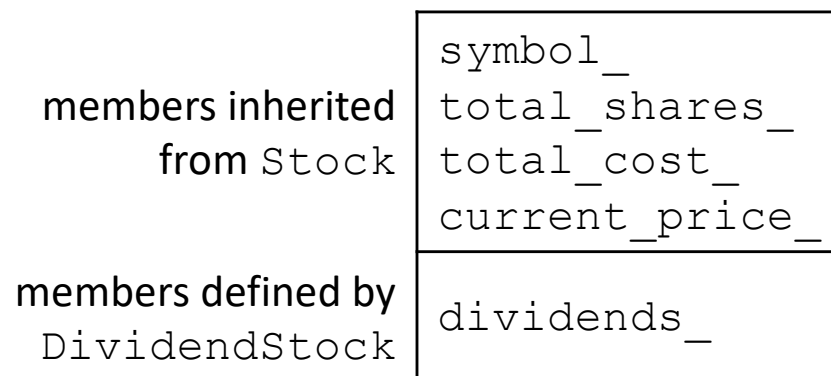 members inherited
from Stock
symbol_
total_shares_
total_cost_
current_price_
members defined by
DividendStock
dividends_